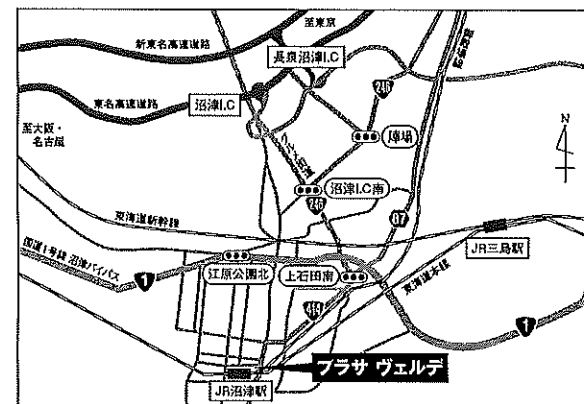 至東京
新東名高速道路
長泉沼津I.C
東名高速道路
沼津I.C
246
至大阪・
名古屋
N
沼津I.C南
246
87
東海道新幹線
JR三島駅
国道1号線 沼津バイパス
江原公園北
上石田南
東海道本線
1
414
1
プラサ ヴェルデ
JR沼津駅